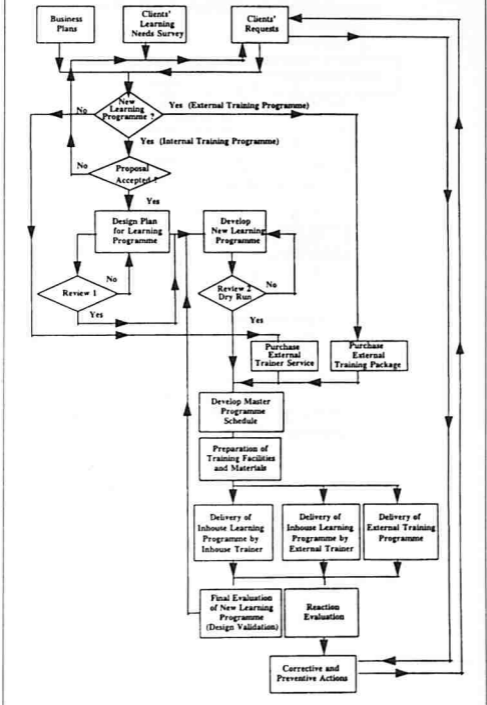 Business
Plans
Clients'
Learning
Needs Survey
Clients'
Requests
New
Learning
Programme ?
No
Yes (External Training Programme)
Yes (Internal Training Programme)
No
Proposal
Accepted ?
Yes
Design Plan
for Learning
Programme
Develop
New Learning
Programme
No
Review 1
Yes
Review 2
Dry Run
No
Yes
Purchase
External
Trainer Service
Purchase
External
Training Package
Develop Master
Programme
Schedule
Preparation of
Training Facilities
and Materials
Delivery of
Inhouse Learning
Programme by
Inhouse Trainer
Delivery of
Inhouse Learning
Programme by
External Trainer
Delivery of
External Training
Programme
Final Evaluation
of New Learning
Programme
(Design Validation)
Reaction
Evaluation
Corrective and
Preventive Actions